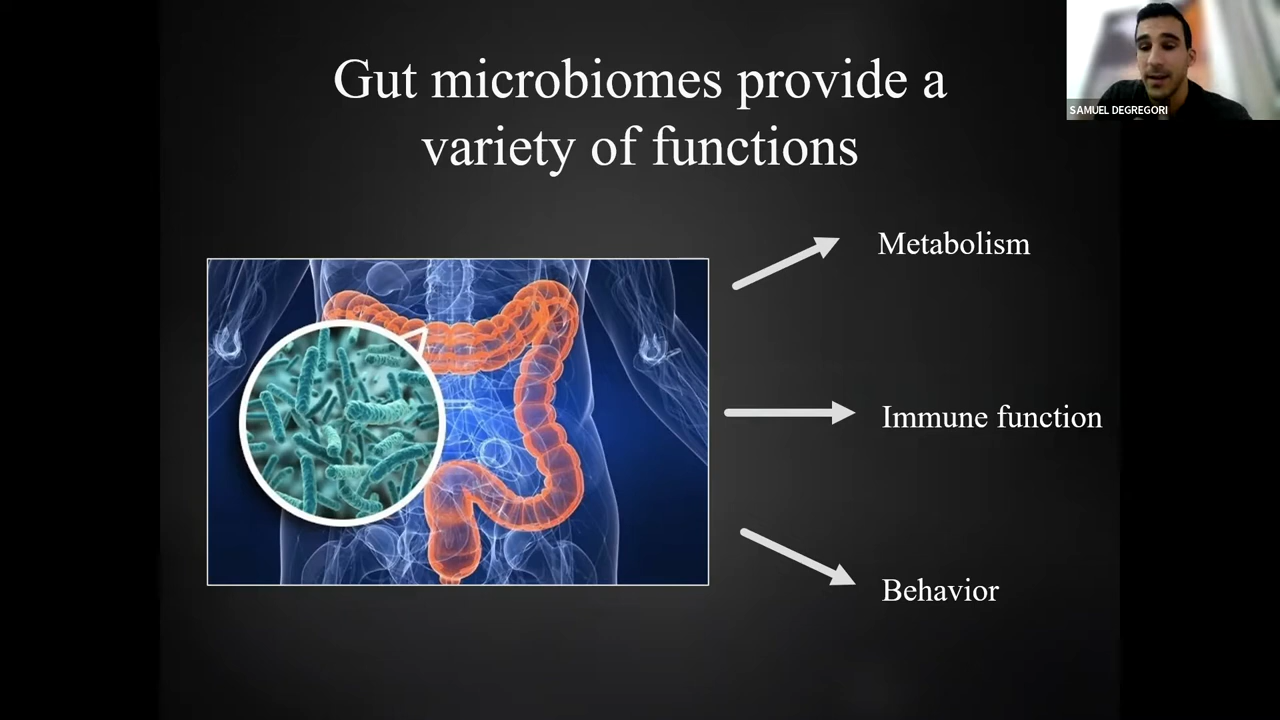 Gut microbiomes provide a
variety of functions
SAMUEL DEGREGORI
Metabolism
Immune function
Behavior